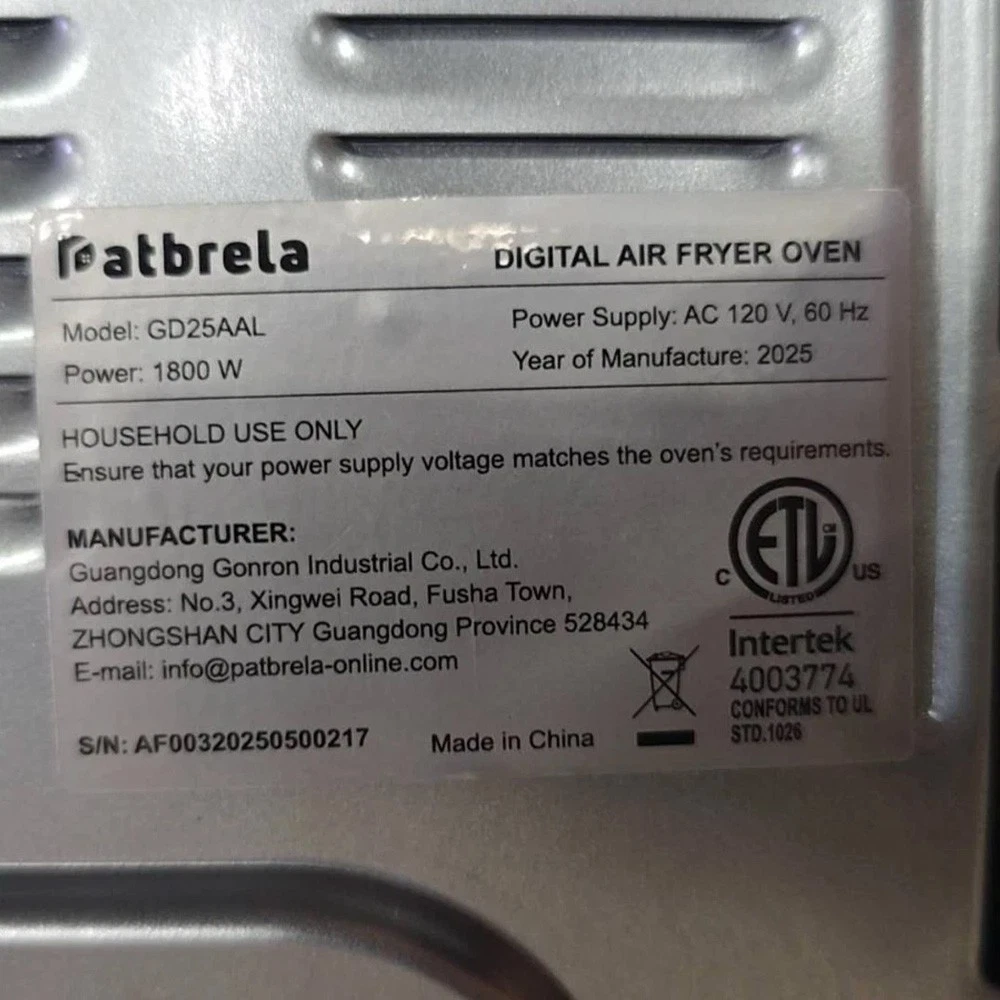 Patbrela
DIGITAL AIR FRYER OVEN
Model: GD25AAL
Power Supply: AC 120 V, 60 Hz
Power: 1800 W
Year of Manufacture: 2025
HOUSEHOLD USE ONLY
Ensure that your power supply voltage matches the oven's requirements.
MANUFACTURER:
Guangdong Gonron Industrial Co., Ltd.
Address: No.3, Xingwei Road, Fusha Town,
ZHONGSHAN CITY Guangdong Province 528434
E-mail: info@patbrela-online.com
S/N: AF00320250500217
Made in China
C ETL CM US
LISTED
Intertek
4003774
CONFORMS TO UL
STD.1026